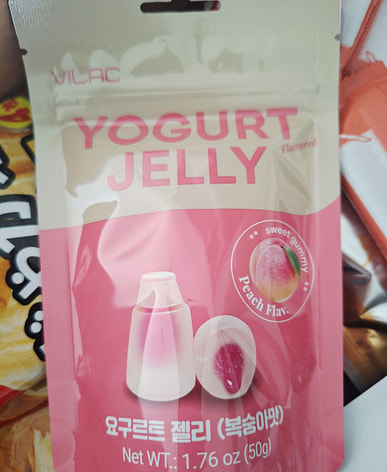 VILAC
YOGURT
Flavored
JELLY
sweet gummy
Peach Flav.
요구르트 젤리 (복숭아맛)
Net WT.: 1.76 oz (50g)